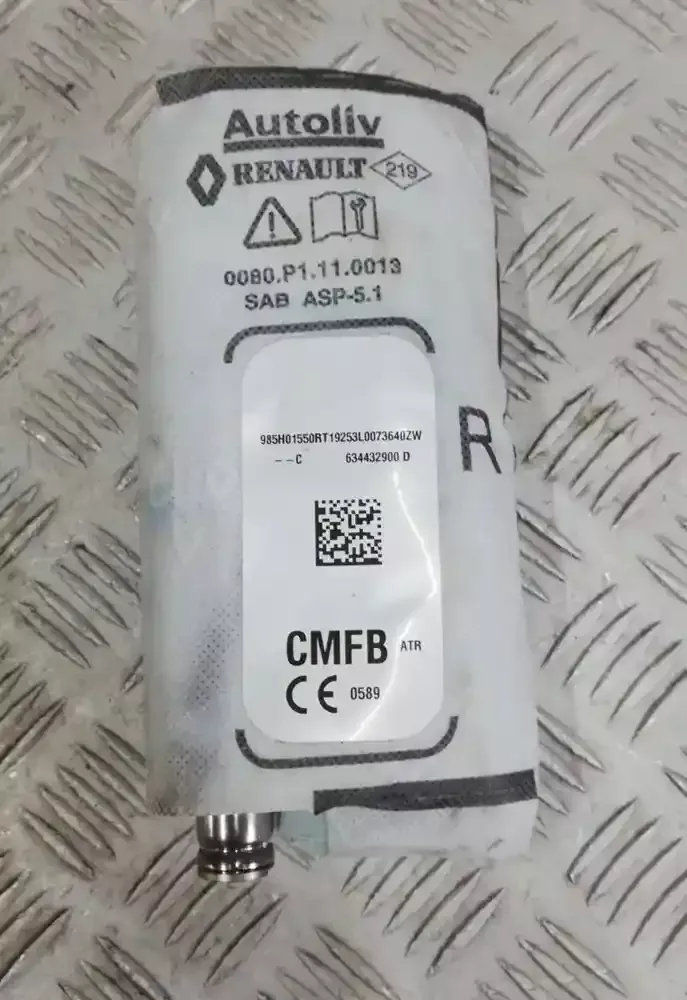 Autoliv
RENAULT 219
0080.P1.11.0013
SAB ASP-5.1
985H01550RT19253L0073640ZW
--C 634432900 D
R
CMFB ATR
CE 0589